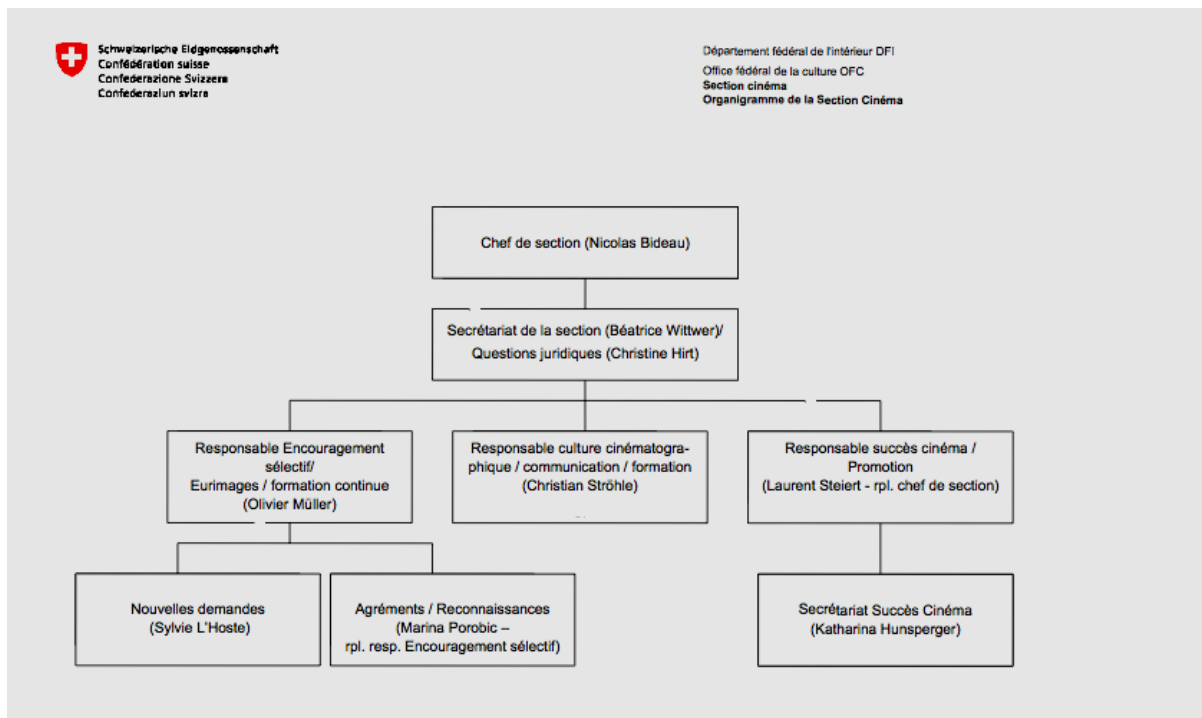 Schweizerische Eidgenossenschaft
Confédération suisse
Confederazione Svizzera
Confederaziun svizra
Département fédéral de l'intérieur DFI
Office fédéral de la culture OFC
Section cinéma
Organigramme de la Section Cinéma
Chef de section (Nicolas Bideau)
Secrétariat de la section (Béatrice Wittwer)/
Questions juridiques (Christine Hirt)
Responsable Encouragement
sélectif/
Eurimages / formation continue
(Olivier Müller)
Responsable culture cinématogra-
phique / communication / formation
(Christian Ströhle)
Responsable succès cinéma /
Promotion
(Laurent Steiert - rpl. chef de section)
Nouvelles demandes
(Sylvie L'Hoste)
Agréments / Reconnaissances
(Marina Porobic –
rpl. resp. Encouragement sélectif)
Secrétariat Succès Cinéma
(Katharina Hunsperger)